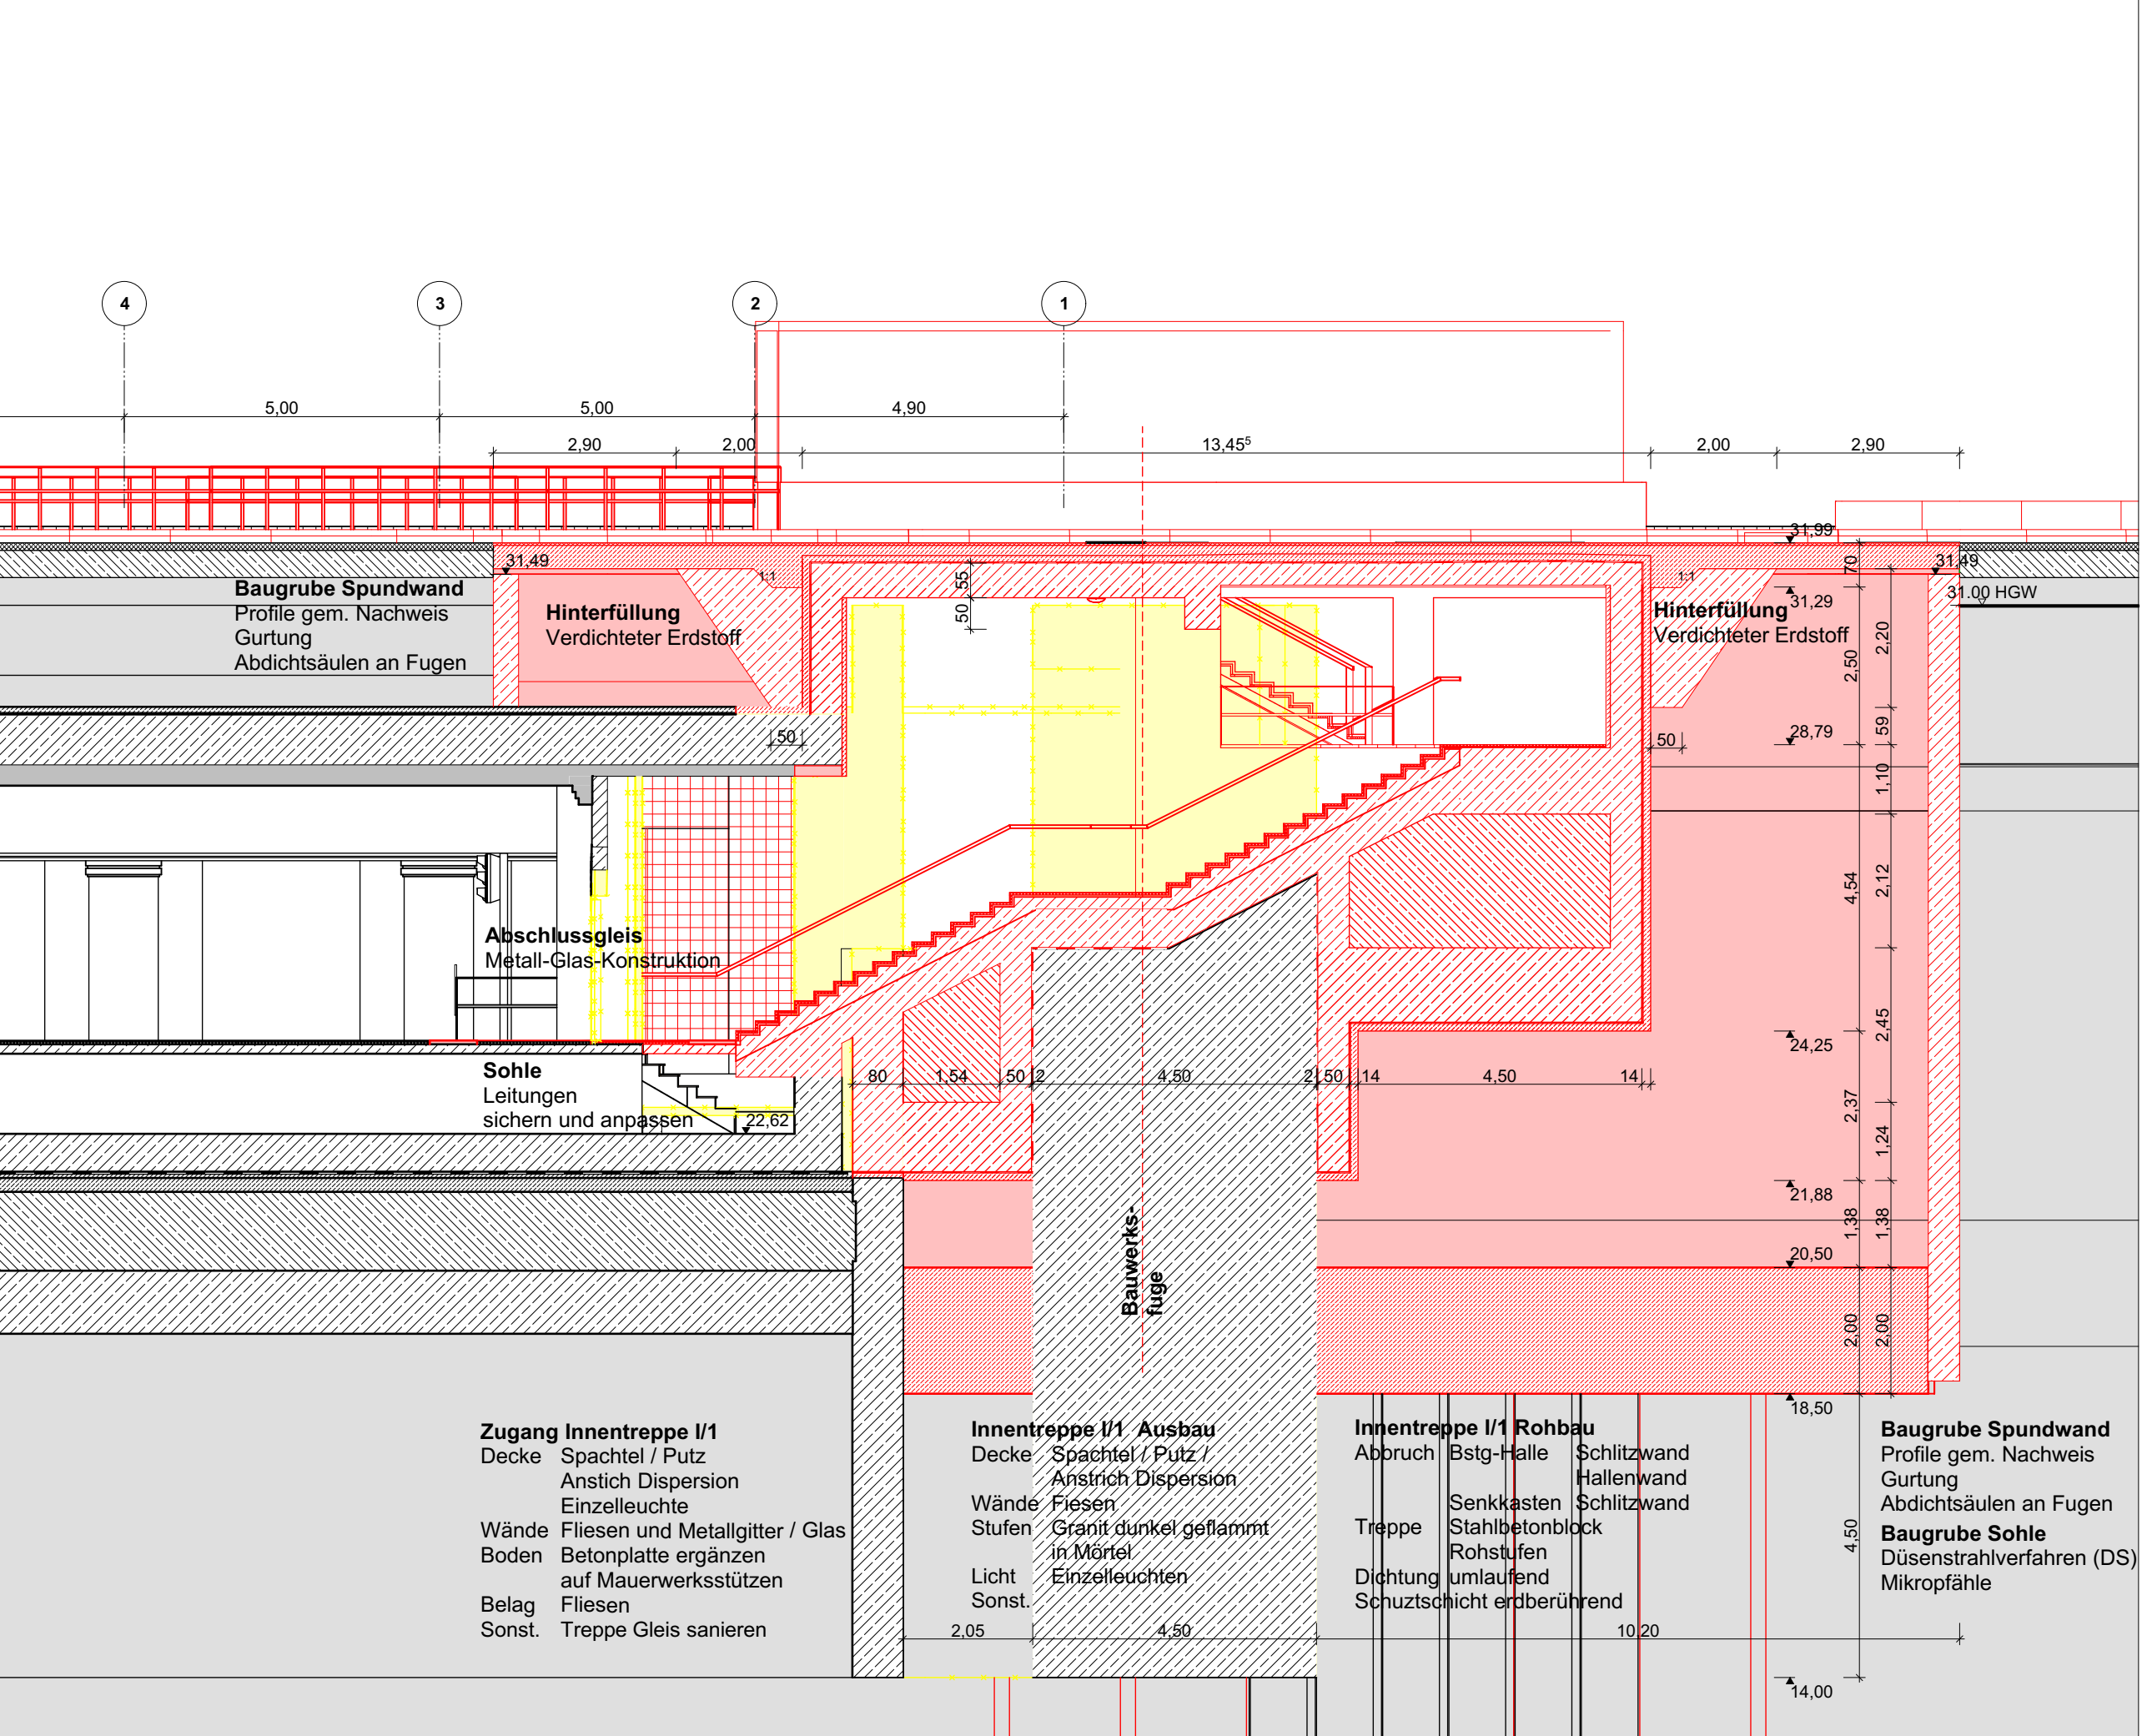 4
3
2
1
5,00
5,00
4,90
2,90
2,00
13,45⁵
2,00
2,90
31,99
31,49
1:1
55
50
1:1
70
31,49
31.00 HGW
31,29
Baugrube Spundwand
Profile gem. Nachweis
Gurtung
Abdichtsäulen an Fugen
Hinterfüllung
Verdichteter Erdstoff
Hinterfüllung
Verdichteter Erdstoff
2,50
2,20
50
50
28,79
59
1,10
4,54
2,12
Abschlussgleis
Metall-Glas-Konstruktion
24,25
2,45
Sohle
Leitungen
sichern und anpassen
22,62
80
1,54
50
2
4,50
2
50
14
4,50
14
2,37
1,24
21,88
1,38
1,38
20,50
Bauwerks-
fuge
2,00
2,00
18,50
Zugang Innentreppe I/1
Decke Spachtel / Putz
Anstich Dispersion
Einzelleuchte
Wände Fliesen und Metallgitter / Glas
Boden Betonplatte ergänzen
auf Mauerwerksstützen
Belag Fliesen
Sonst. Treppe Gleis sanieren
Innentreppe I/1 Ausbau
Decke Spachtel / Putz /
Anstrich Dispersion
Wände Fiesen
Stufen Granit dunkel geflammt
in Mörtel
Licht Einzelleuchten
Sonst.
Innentreppe I/1 Rohbau
Abbruch Bstg-Halle Schlitzwand
Hallenwand
Senkkasten Schlitzwand
Treppe Stahlbetonblock
Rohstufen
Dichtung umlaufend
Schuztschicht erdberührend
Baugrube Spundwand
Profile gem. Nachweis
Gurtung
Abdichtsäulen an Fugen
Baugrube Sohle
Düsenstrahlverfahren (DS)
Mikropfähle
4,50
2,05
4,50
10,20
14,00